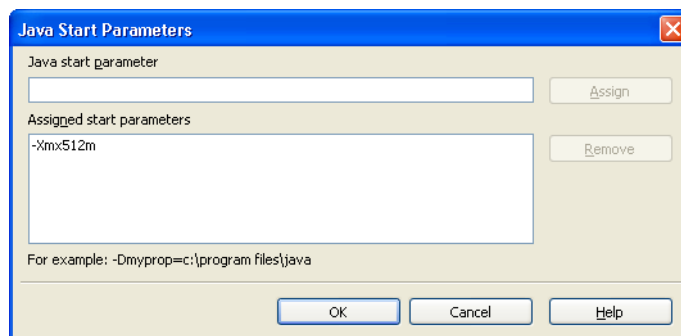 Java Start Parameters
Java start parameter
Assign
Assigned start parameters
-Xmx512m
Remove
For example: -Dmyprop=c:\program files\java
OK
Cancel
Help